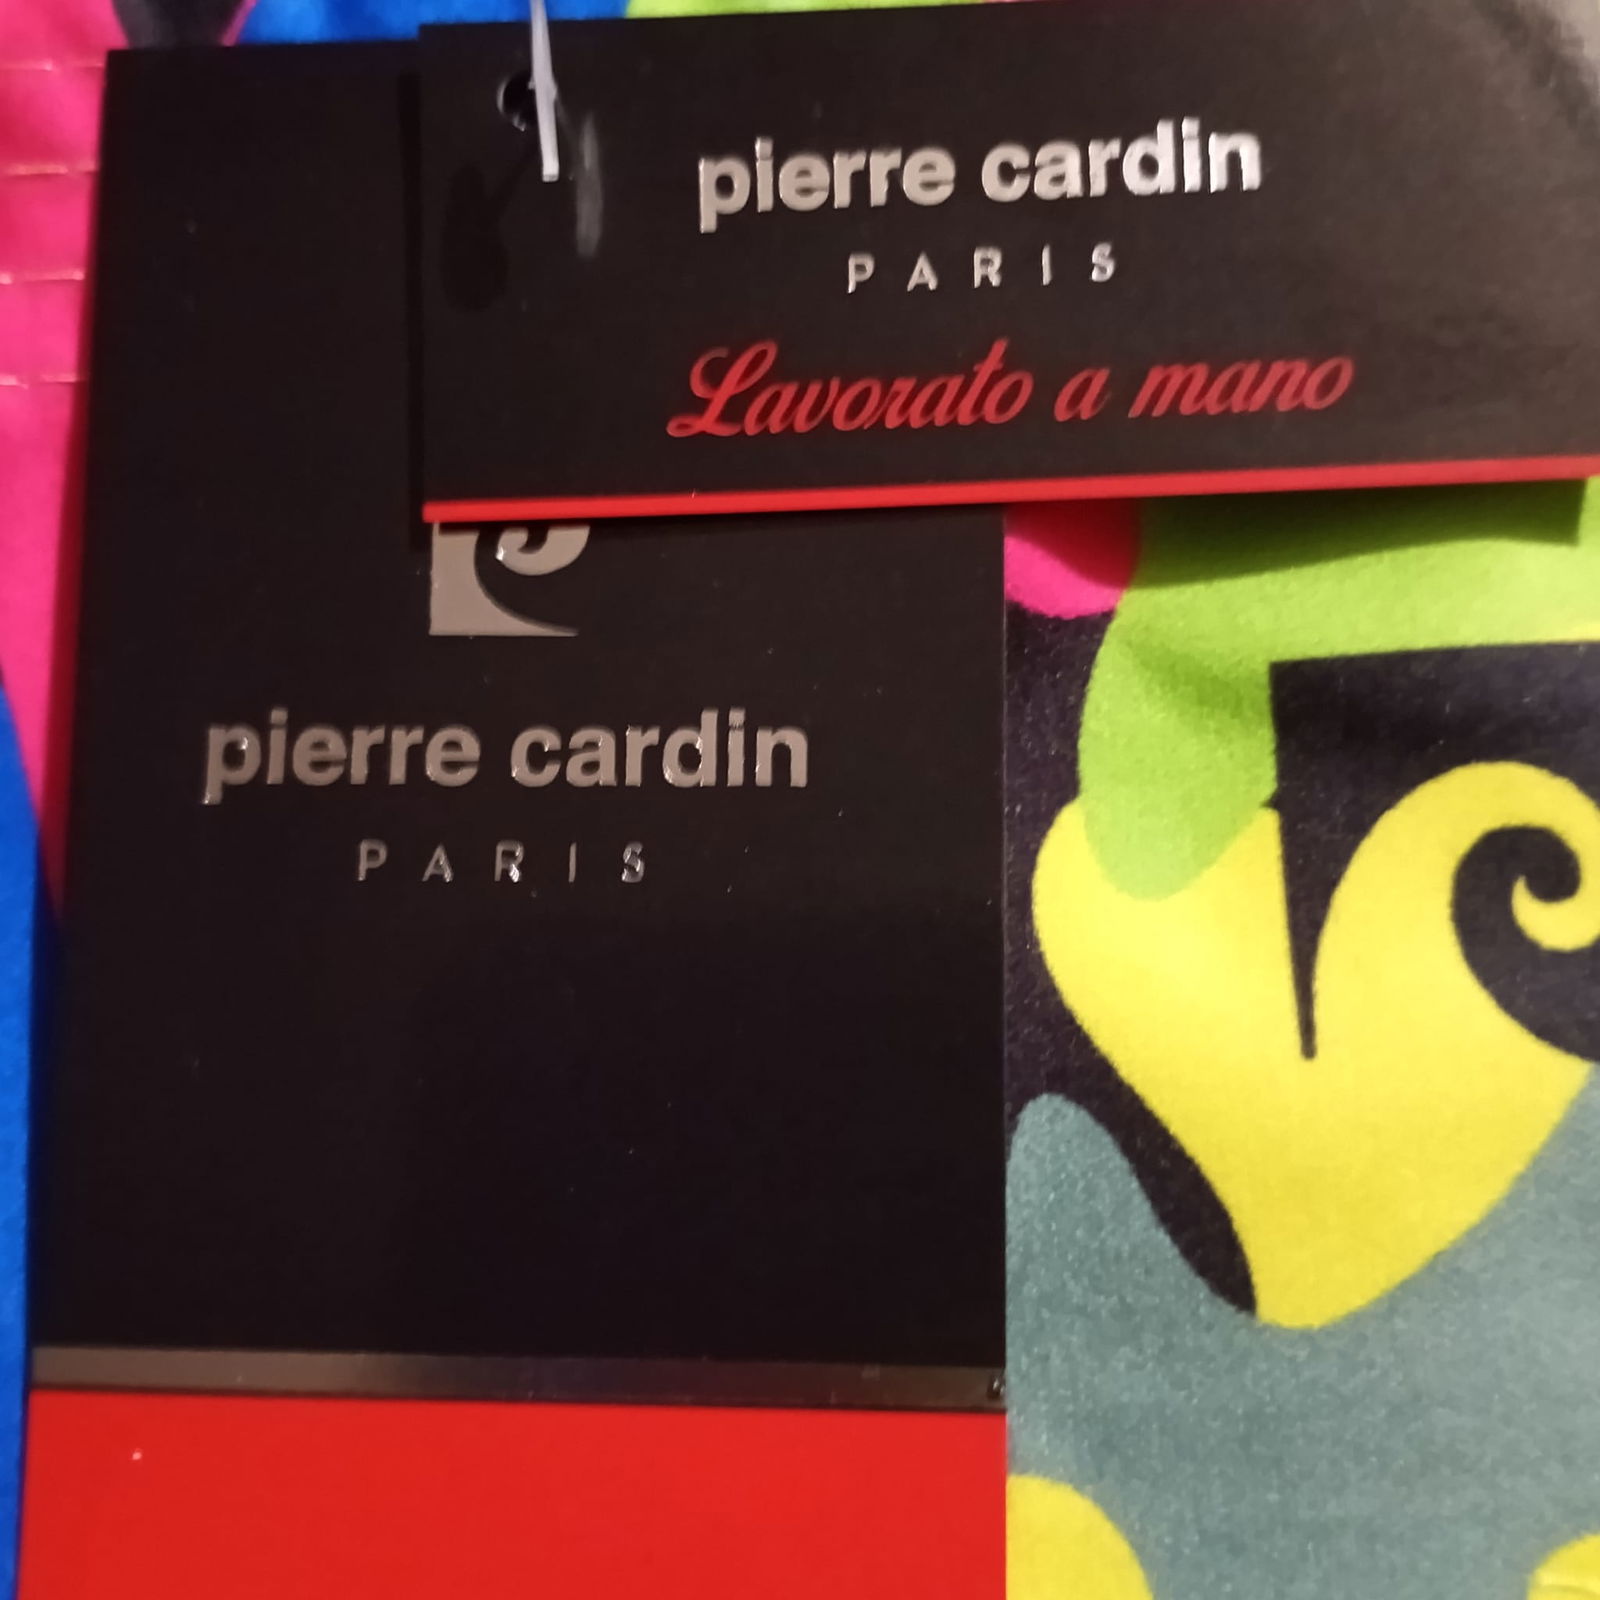 pierre cardin
PARIS
Lavorato a mano
pierre cardin
PARIS